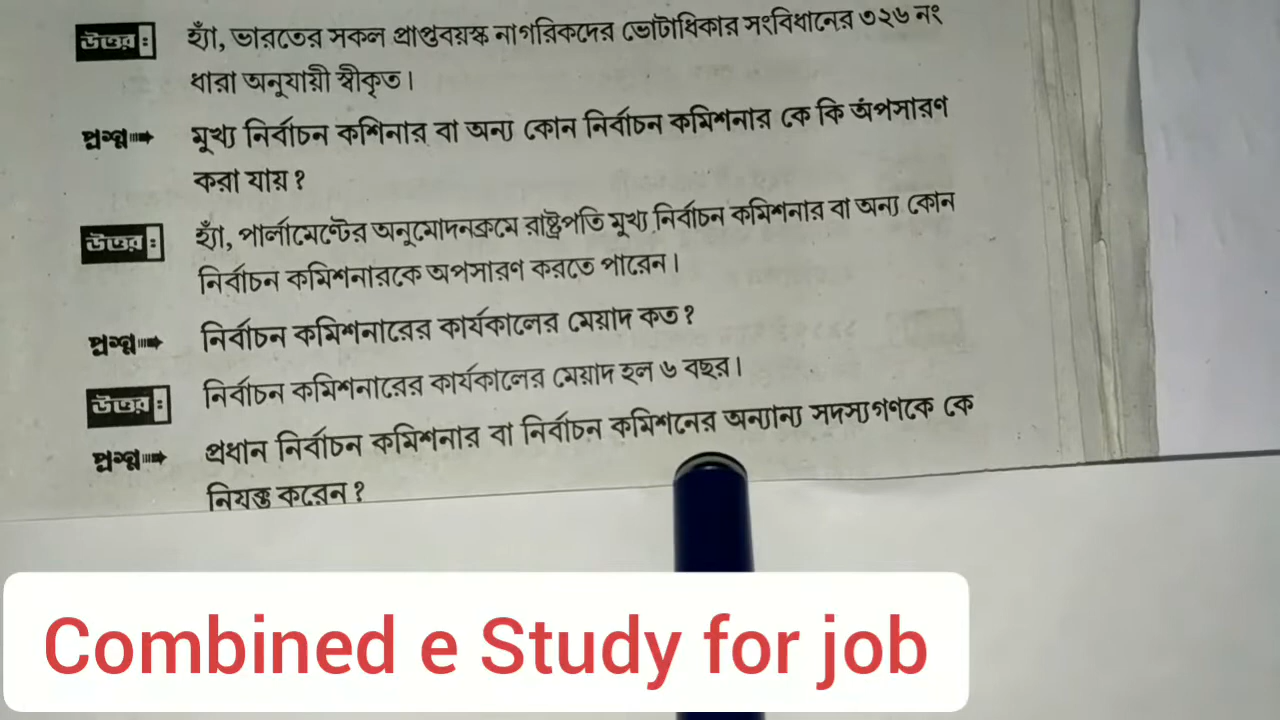 উত্তর : হ্যাঁ, ভারতের সকল প্রাপ্তবয়স্ক নাগরিকদের ভোটাধিকার সংবিধানের ৩২৬ নং
ধারা অনুযায়ী স্বীকৃত।
প্রশ্ন মুখ্য নির্বাচন কশিনার বা অন্য কোন নির্বাচন কমিশনার কে কি অপসারণ
করা যায় ?
উত্তর : হ্যাঁ, পার্লামেন্টের অনুমোদনক্রমে রাষ্ট্রপতি মুখ্য নির্বাচন কমিশনার বা অন্য কোন
নির্বাচন কমিশনারকে অপসারণ করতে পারেন।
প্রশ্ন নির্বাচন কমিশনারের কার্যকালের মেয়াদ কত ?
উত্তর : নির্বাচন কমিশনারের কার্যকালের মেয়াদ হল ৬ বছর।
প্রশ্ন প্রধান নির্বাচন কমিশনার বা নির্বাচন কমিশনের অন্যান্য সদস্যগণকে কে
নিযুক্ত করেন ?
Combined e Study for job